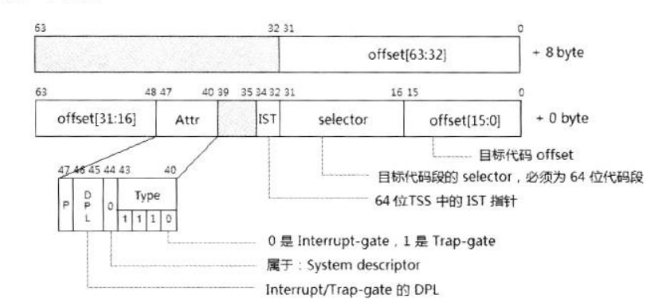 63 32 31 0
offset[63:32] + 8 byte
63 48 47 40 39 35 34 32 31 16 15 0
offset[31:16] Attr IST selector offset[15:0] + 0 byte
目标代码 offset
47 46 45 44 43 40
目标代码段的 selector，必须为 64 位代码段
P DPL 0 Type
64 位TSS 中的 IST 指针
1 1 1 0
0 是 Interrupt-gate，1 是 Trap-gate
属于：System descriptor
Interrupt/Trap-gate 的 DPL